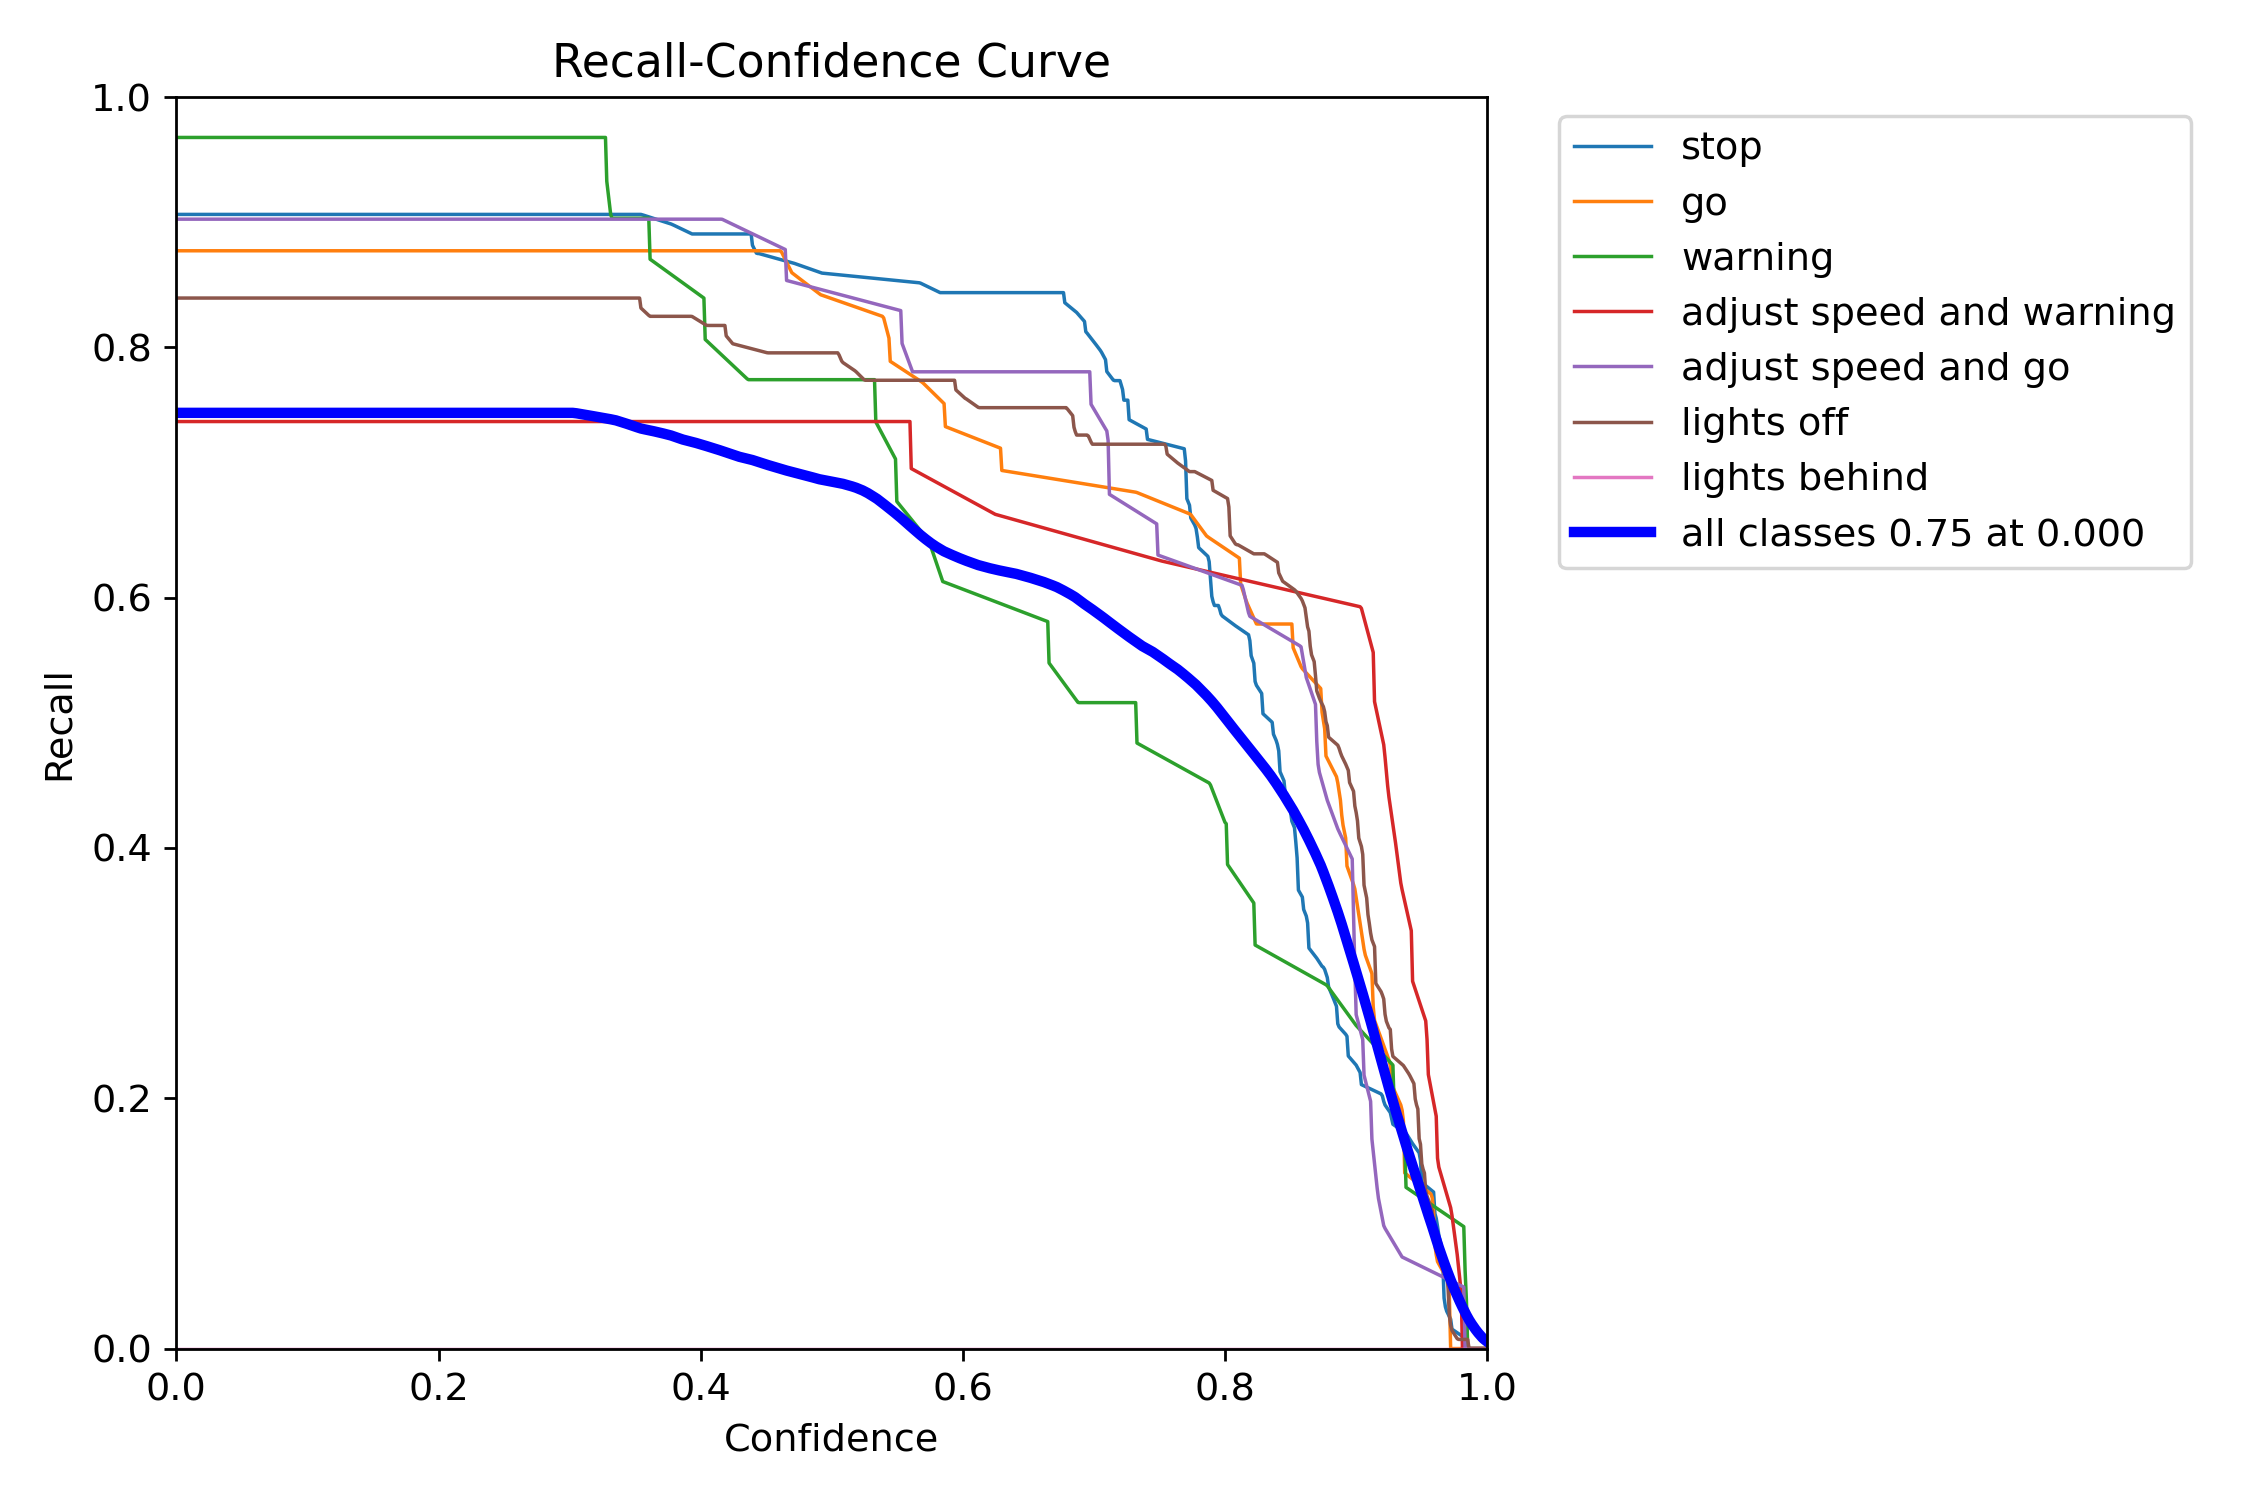 Recall-Confidence Curve
1.0
0.8
0.6
0.4
0.2
0.0
Recall
0.0 0.2 0.4 0.6 0.8 1.0
Confidence
stop
go
warning
adjust speed and warning
adjust speed and go
lights off
lights behind
all classes 0.75 at 0.000